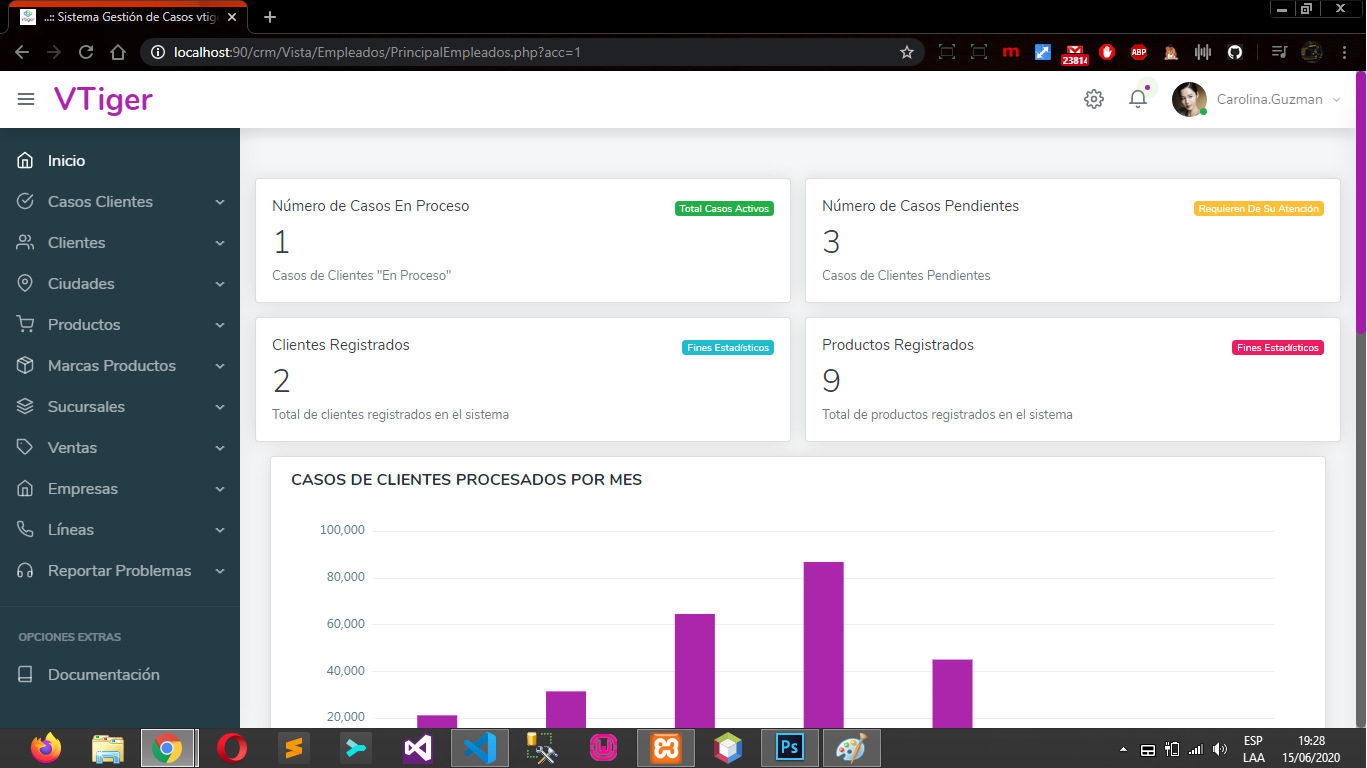 ..:: Sistema Gestión de Casos vtig
localhost:90/crm/Vista/Empleados/PrincipalEmpleados.php?acc=1
m
23814
ABP
VTiger
Carolina.Guzman
Inicio
Casos Clientes
Clientes
Ciudades
Productos
Marcas Productos
Sucursales
Ventas
Empresas
Líneas
Reportar Problemas
OPCIONES EXTRAS
Documentación
Número de Casos En Proceso
Total Casos Activos
1
Casos de Clientes "En Proceso"
Número de Casos Pendientes
Requieren De Su Atención
3
Casos de Clientes Pendientes
Clientes Registrados
Fines Estadísticos
2
Total de clientes registrados en el sistema
Productos Registrados
Fines Estadísticos
9
Total de productos registrados en el sistema
CASOS DE CLIENTES PROCESADOS POR MES
100,000
80,000
60,000
40,000
20,000
Ps
ESP
LAA
19:28
15/06/2020